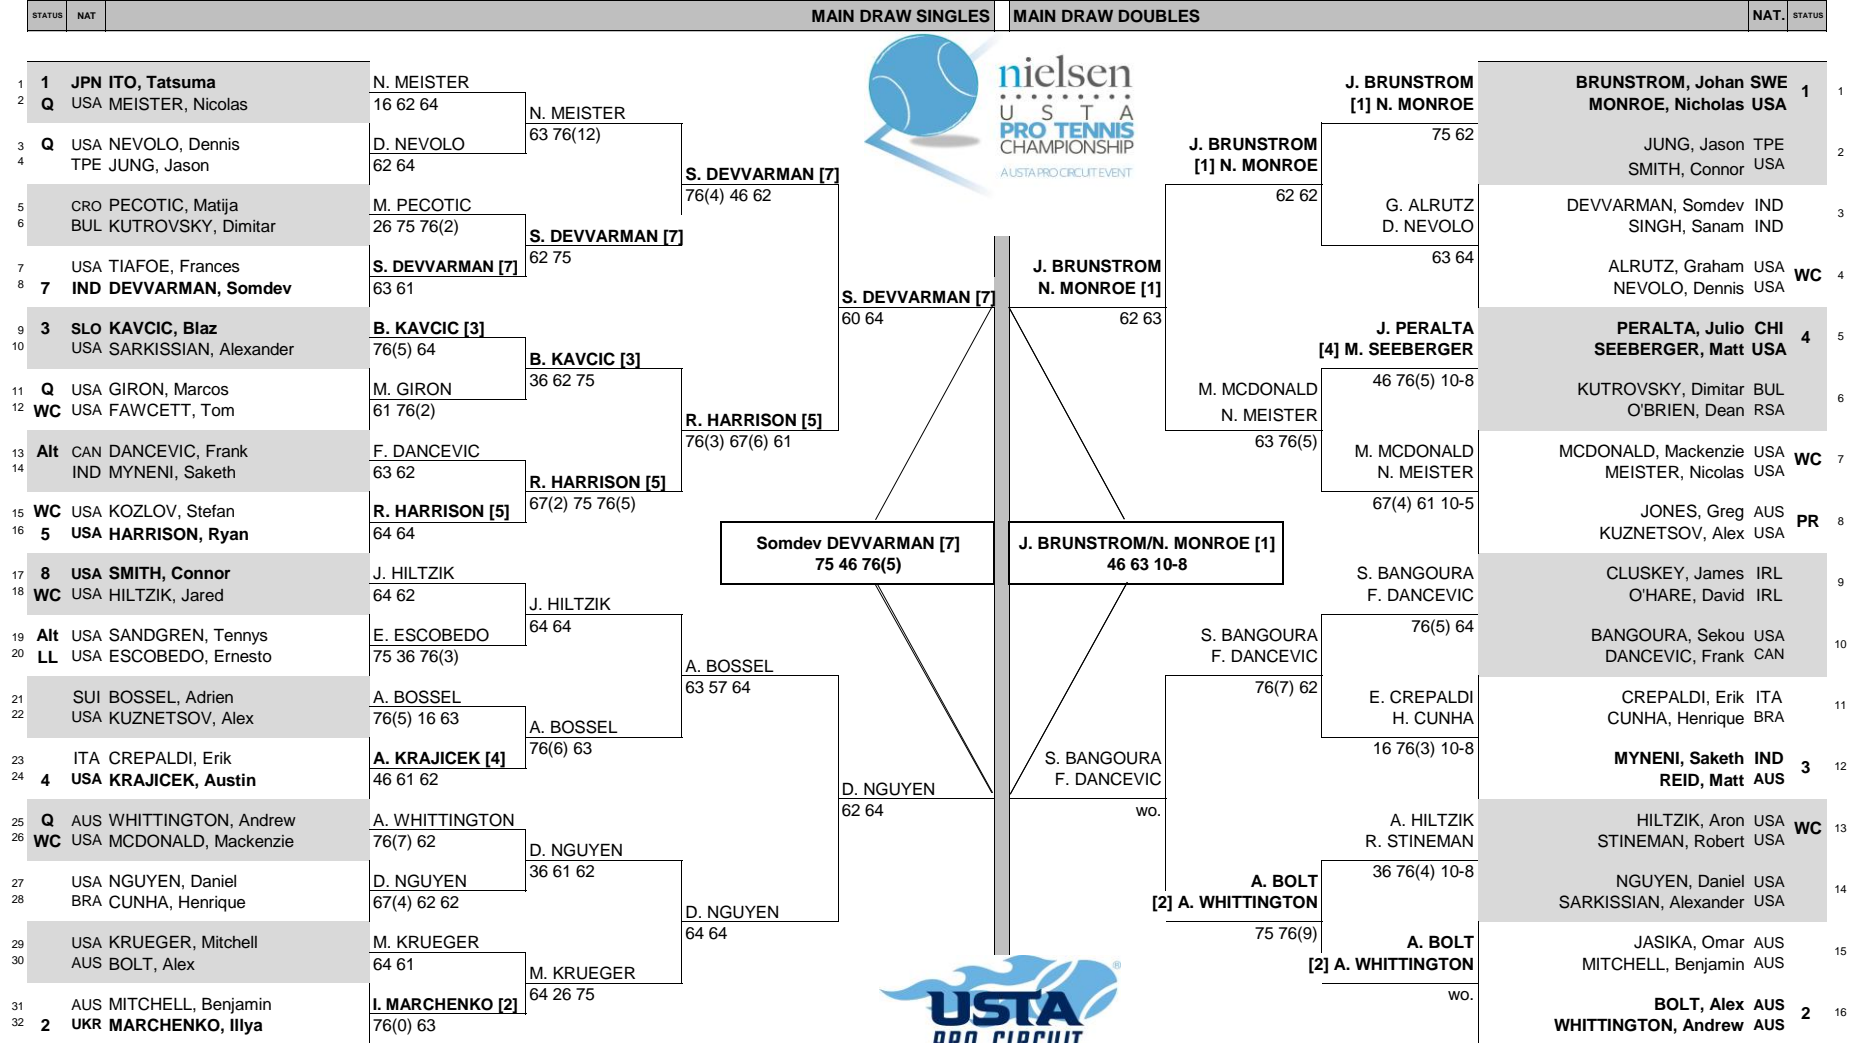 STATUS NAT MAIN DRAW SINGLES MAIN DRAW DOUBLES NAT. STATUS
nielsen
USTA
PRO TENNIS
CHAMPIONSHIP
A USTA PRO CIRCUIT EVENT
1 1 JPN ITO, Tatsuma
2 Q USA MEISTER, Nicolas
3 Q USA NEVOLO, Dennis
4 TPE JUNG, Jason
5 CRO PECOTIC, Matija
6 BUL KUTROVSKY, Dimitar
7 USA TIAFOE, Frances
8 7 IND DEVVARMAN, Somdev
9 3 SLO KAVCIC, Blaz
10 USA SARKISSIAN, Alexander
11 Q USA GIRON, Marcos
12 WC USA FAWCETT, Tom
13 Alt CAN DANCEVIC, Frank
14 IND MYNENI, Saketh
15 WC USA KOZLOV, Stefan
16 5 USA HARRISON, Ryan
17 8 USA SMITH, Connor
18 WC USA HILTZIK, Jared
19 Alt USA SANDGREN, Tennys
20 LL USA ESCOBEDO, Ernesto
21 SUI BOSSEL, Adrien
22 USA KUZNETSOV, Alex
23 ITA CREPALDI, Erik
24 4 USA KRAJICEK, Austin
25 Q AUS WHITTINGTON, Andrew
26 WC USA MCDONALD, Mackenzie
27 USA NGUYEN, Daniel
28 BRA CUNHA, Henrique
29 USA KRUEGER, Mitchell
30 AUS BOLT, Alex
31 AUS MITCHELL, Benjamin
32 2 UKR MARCHENKO, Illya
N. MEISTER
16 62 64
D. NEVOLO
62 64
M. PECOTIC
26 75 76(2)
S. DEVVARMAN [7]
63 61
B. KAVCIC [3]
76(5) 64
M. GIRON
61 76(2)
F. DANCEVIC
63 62
R. HARRISON [5]
64 64
J. HILTZIK
64 62
E. ESCOBEDO
75 36 76(3)
A. BOSSEL
76(5) 16 63
A. KRAJICEK [4]
46 61 62
A. WHITTINGTON
76(7) 62
D. NGUYEN
67(4) 62 62
M. KRUEGER
64 61
I. MARCHENKO [2]
76(0) 63
N. MEISTER
63 76(12)
S. DEVVARMAN [7]
62 75
B. KAVCIC [3]
36 62 75
R. HARRISON [5]
67(2) 75 76(5)
J. HILTZIK
64 64
A. BOSSEL
76(6) 63
D. NGUYEN
36 61 62
M. KRUEGER
64 26 75
S. DEVVARMAN [7]
76(4) 46 62
R. HARRISON [5]
76(3) 67(6) 61
A. BOSSEL
63 57 64
D. NGUYEN
64 64
S. DEVVARMAN [7]
60 64
D. NGUYEN
62 64
Somdev DEVVARMAN [7]
75 46 76(5)
J. BRUNSTROM/N. MONROE [1]
46 63 10-8
J. BRUNSTROM
N. MONROE [1]
62 63
S. BANGOURA
F. DANCEVIC
wo.
J. BRUNSTROM
[1] N. MONROE
62 62
M. MCDONALD
N. MEISTER
63 76(5)
S. BANGOURA
F. DANCEVIC
76(7) 62
A. BOLT
[2] A. WHITTINGTON
75 76(9)
J. BRUNSTROM
[1] N. MONROE
75 62
G. ALRUTZ
D. NEVOLO
63 64
J. PERALTA
[4] M. SEEBERGER
46 76(5) 10-8
M. MCDONALD
N. MEISTER
67(4) 61 10-5
S. BANGOURA
F. DANCEVIC
76(5) 64
E. CREPALDI
H. CUNHA
16 76(3) 10-8
A. HILTZIK
R. STINEMAN
36 76(4) 10-8
A. BOLT
[2] A. WHITTINGTON
wo.
BRUNSTROM, Johan SWE 1 1
MONROE, Nicholas USA
JUNG, Jason TPE 2
SMITH, Connor USA
DEVVARMAN, Somdev IND 3
SINGH, Sanam IND
ALRUTZ, Graham USA WC 4
NEVOLO, Dennis USA
PERALTA, Julio CHI 4 5
SEEBERGER, Matt USA
KUTROVSKY, Dimitar BUL 6
O'BRIEN, Dean RSA
MCDONALD, Mackenzie USA WC 7
MEISTER, Nicolas USA
JONES, Greg AUS PR 8
KUZNETSOV, Alex USA
CLUSKEY, James IRL 9
O'HARE, David IRL
BANGOURA, Sekou USA 10
DANCEVIC, Frank CAN
CREPALDI, Erik ITA 11
CUNHA, Henrique BRA
MYNENI, Saketh IND 3 12
REID, Matt AUS
HILTZIK, Aron USA WC 13
STINEMAN, Robert USA
NGUYEN, Daniel USA 14
SARKISSIAN, Alexander USA
JASIKA, Omar AUS 15
MITCHELL, Benjamin AUS
BOLT, Alex AUS 2 16
WHITTINGTON, Andrew AUS
USTA
PRO CIRCUIT